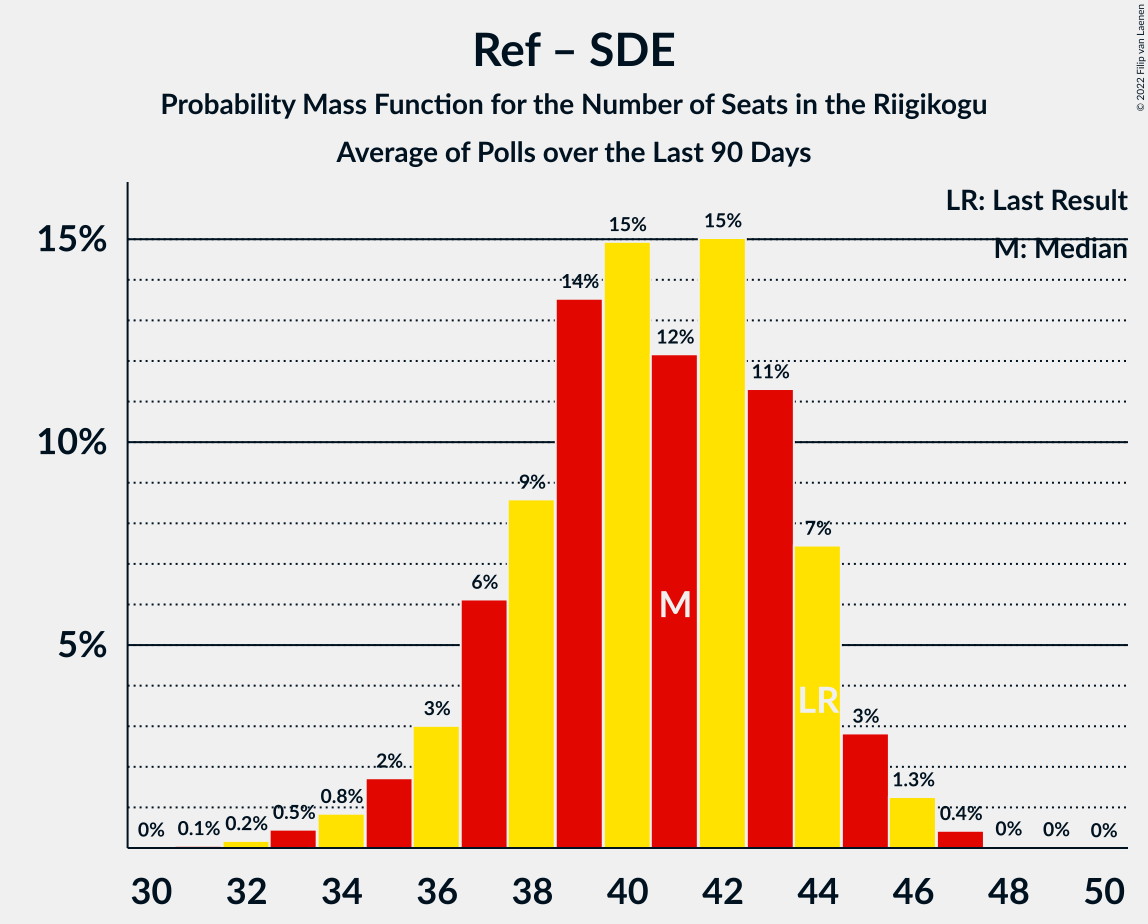 Ref – SDE
Probability Mass Function for the Number of Seats in the Riigikogu
Average of Polls over the Last 90 Days
© 2022 Filip van Laenen
LR: Last Result
M: Median
15%
10%
5%
0%
0.1%
0.2%
0.5%
0.8%
2%
3%
6%
9%
14%
15%
12%
15%
11%
7%
3%
1.3%
0.4%
0%
0%
0%
M
LR
30 32 34 36 38 40 42 44 46 48 50